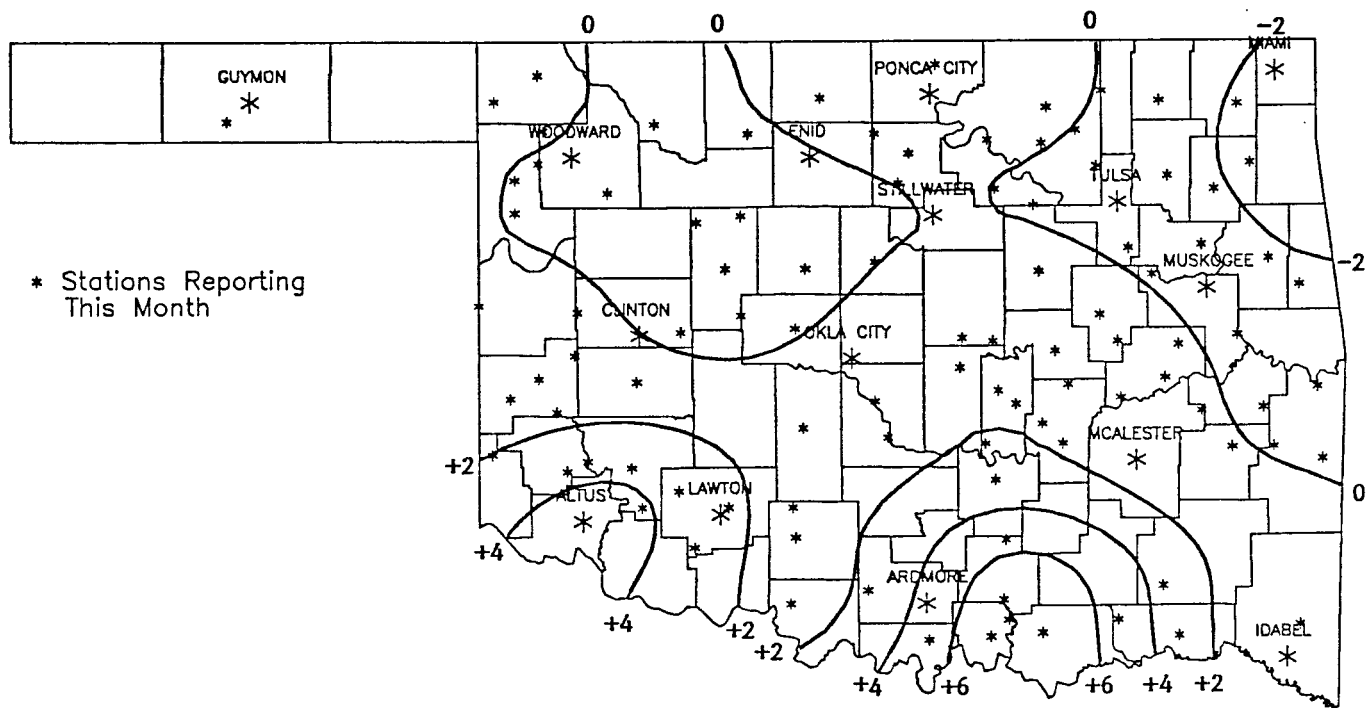 0 0 0 -2
MIAMI
GUYMON
PONCA CITY
WOODWARD
ENID
TULSA
STILLWATER
* Stations Reporting
This Month
MUSKOGEE
-2
CLINTON
OKLA CITY
MCALESTER
+2
ALTUS
LAWTON
0
+4
ARDMORE
+4
+2
+2
IDABEL
+4 +6 +6 +4 +2